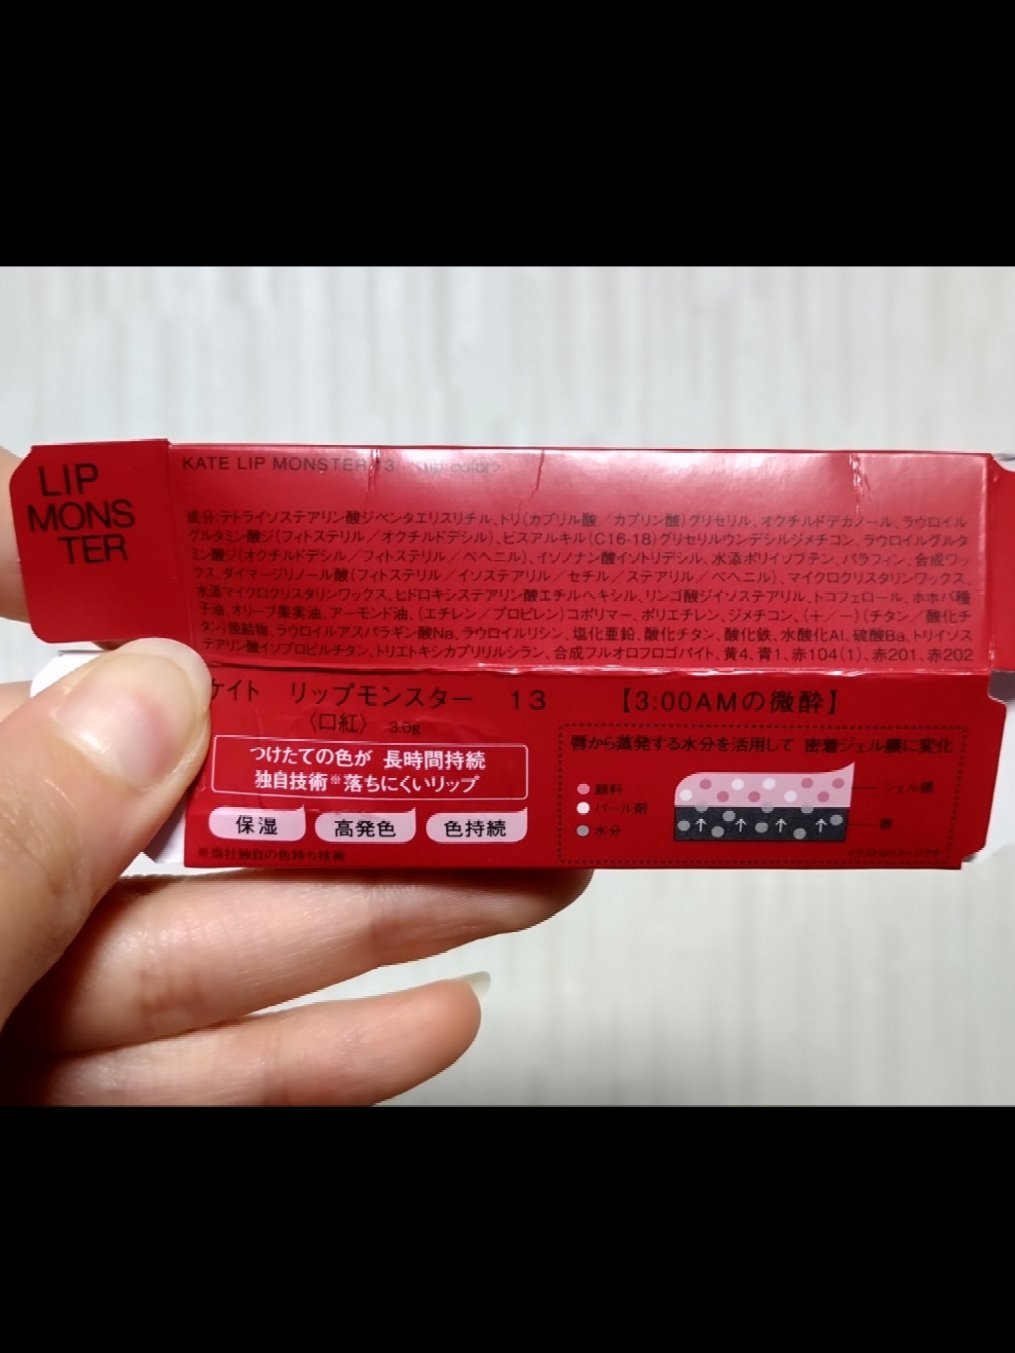 LIP
MONS
TER
KATE LIP MONSTER 13 <lip color>
成分:テトライソステアリン酸ジペンタエリスリチル、トリ(カプリル酸/カプリン酸)グリセリル、オクチルドデカノール、ラウロイル
グルタミン酸ジ(フィトステリル/オクチルドデシル)、ビスアルキル(C16-18)グリセリルウンデシルジメチコン、ラウロイルグルタ
ミン酸ジ(オクチルドデシル/フィトステリル/ベヘニル)、イソノナン酸イソトリデシル、水添ポリイソブテン、パラフィン、合成ワッ
クス、ダイマージリノール酸(フィトステリル/イソステアリル/セチル/ステアリル/ベヘニル)、マイクロクリスタリンワックス、
水添マイクロクリスタリンワックス、ヒドロキシステアリン酸エチルヘキシル、リンゴ酸ジイソステアリル、トコフェロール、ホホバ種
子油、オリーブ果実油、アーモンド油、(エチレン/プロピレン)コポリマー、ポリエチレン、ジメチコン、(+/-)(チタン/酸化チ
タン)焼結物、ラウロイルアスパラギン酸Na、ラウロイルリシン、塩化亜鉛、酸化チタン、酸化鉄、水酸化Al、硫酸Ba、トリイソス
テアリン酸イソプロピルチタン、トリエトキシカプリリルシラン、合成フルオロフロゴパイト、黄4、青1、赤104(1)、赤201、赤202
ケイト リップモンスター 13 【3:00AMの微酔】
〈口紅〉 3.0g
つけたての色が 長時間持続
独自技術※落ちにくいリップ
保湿 高発色 色持続
※当社独自の色持ち技術
唇から蒸発する水分を活用して 密着ジェル膜に変化
顔料
パール剤
水分
ジェル膜
唇
イラストはイメージです